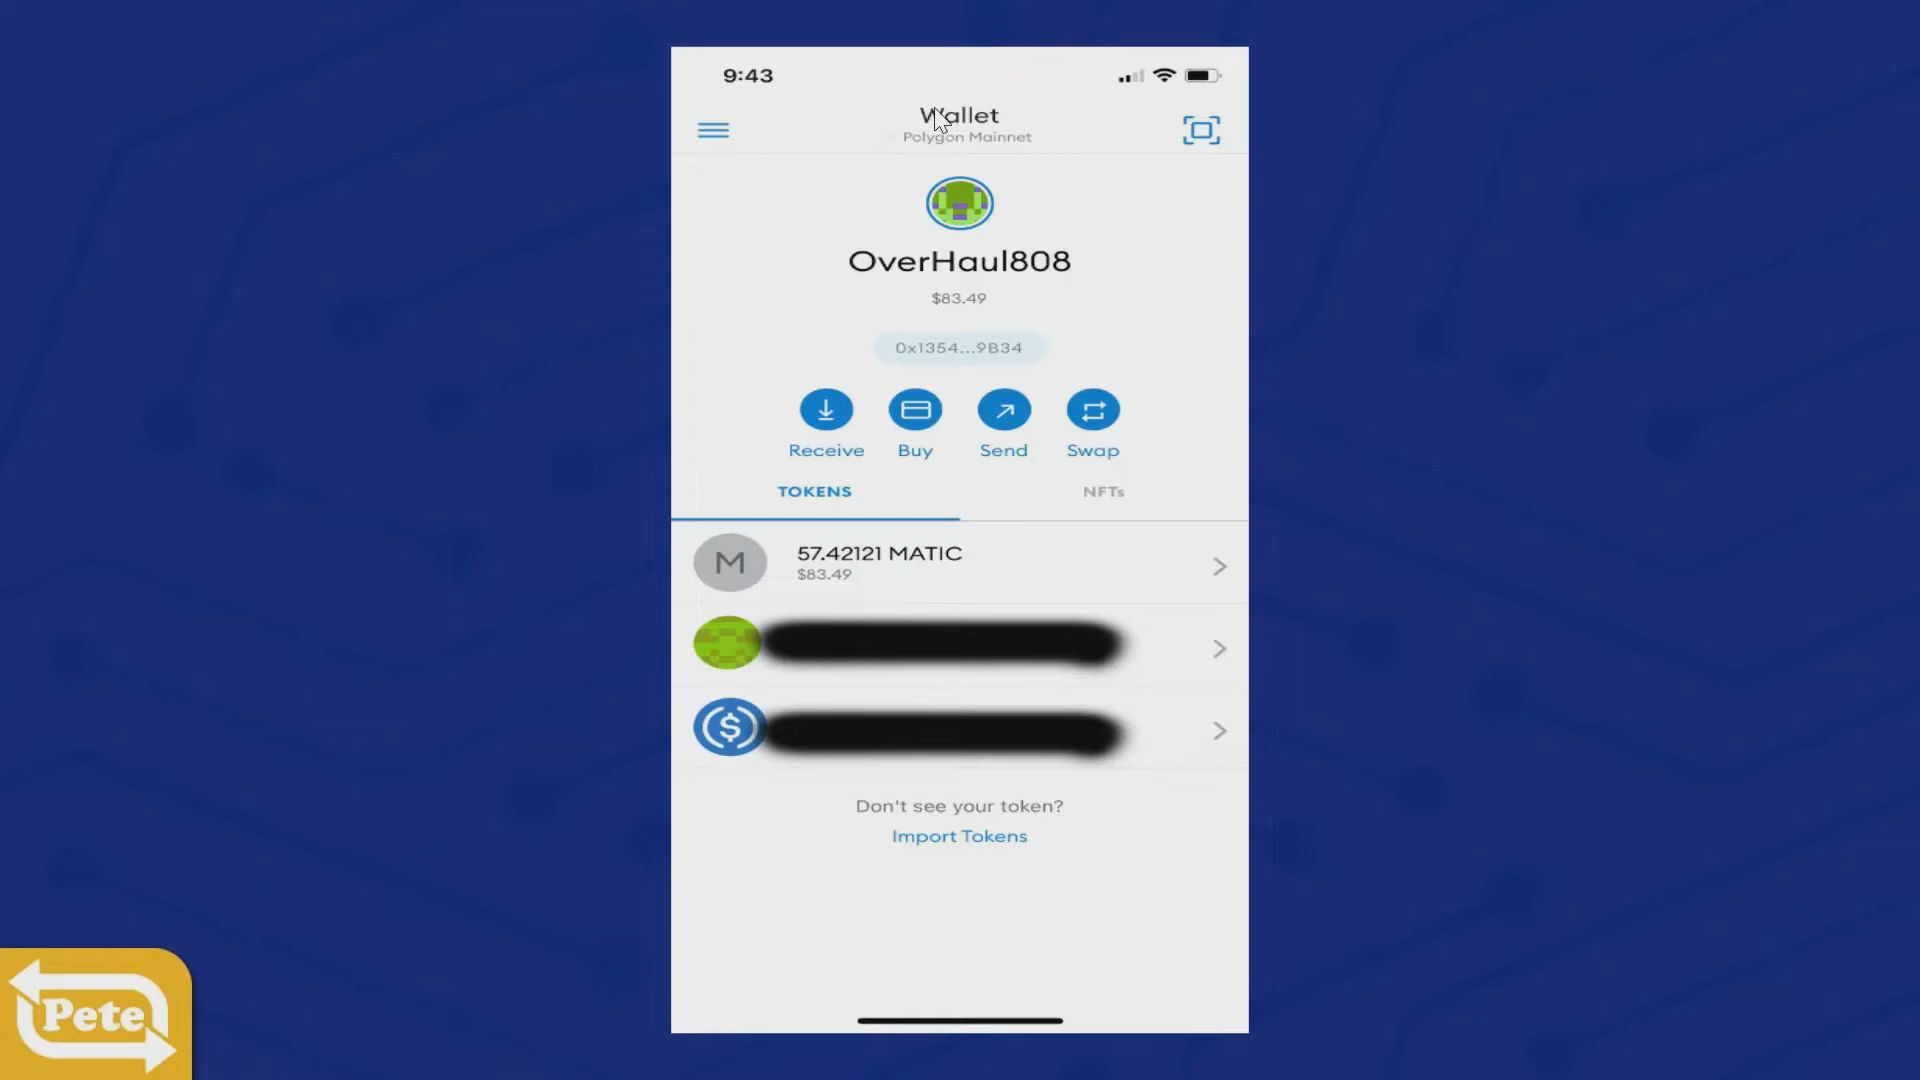 9:43
Wallet
Polygon Mainnet
OverHaul808
$83.49
0x1354...9B34
Receive Buy Send Swap
TOKENS NFTs
M 57.42121 MATIC
$83.49
Don't see your token?
Import Tokens
Pete